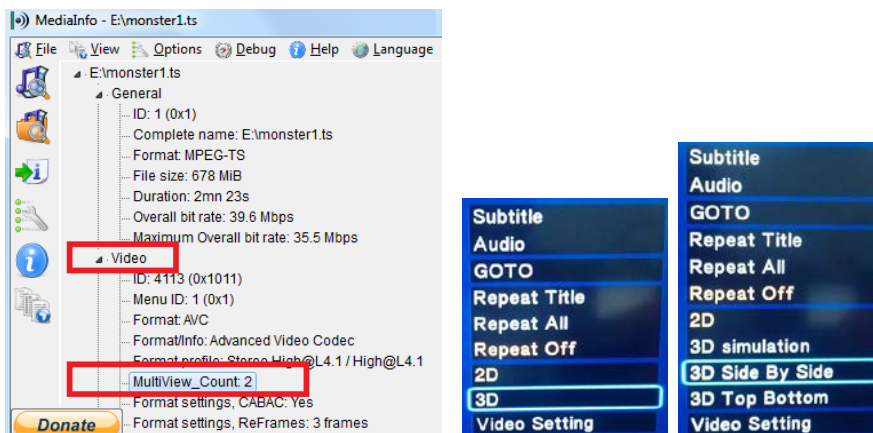 MediaInfo - E:\monster1.ts
File View Options Debug Help Language
E:\monster1.ts
General
ID: 1 (0x1)
Complete name: E:\monster1.ts
Format: MPEG-TS
File size: 678 MiB
Duration: 2mn 23s
Overall bit rate: 39.6 Mbps
Maximum Overall bit rate: 35.5 Mbps
Video
ID: 4113 (0x1011)
Menu ID: 1 (0x1)
Format: AVC
Format/Info: Advanced Video Codec
Format profile: Stereo High@L4.1 / High@L4.1
MultiView_Count: 2
Format settings, CABAC: Yes
Format settings, ReFrames: 3 frames
Donate
Subtitle
Audio
GOTO
Repeat Title
Repeat All
Repeat Off
2D
3D
Video Setting
Subtitle
Audio
GOTO
Repeat Title
Repeat All
Repeat Off
2D
3D simulation
3D Side By Side
3D Top Bottom
Video Setting